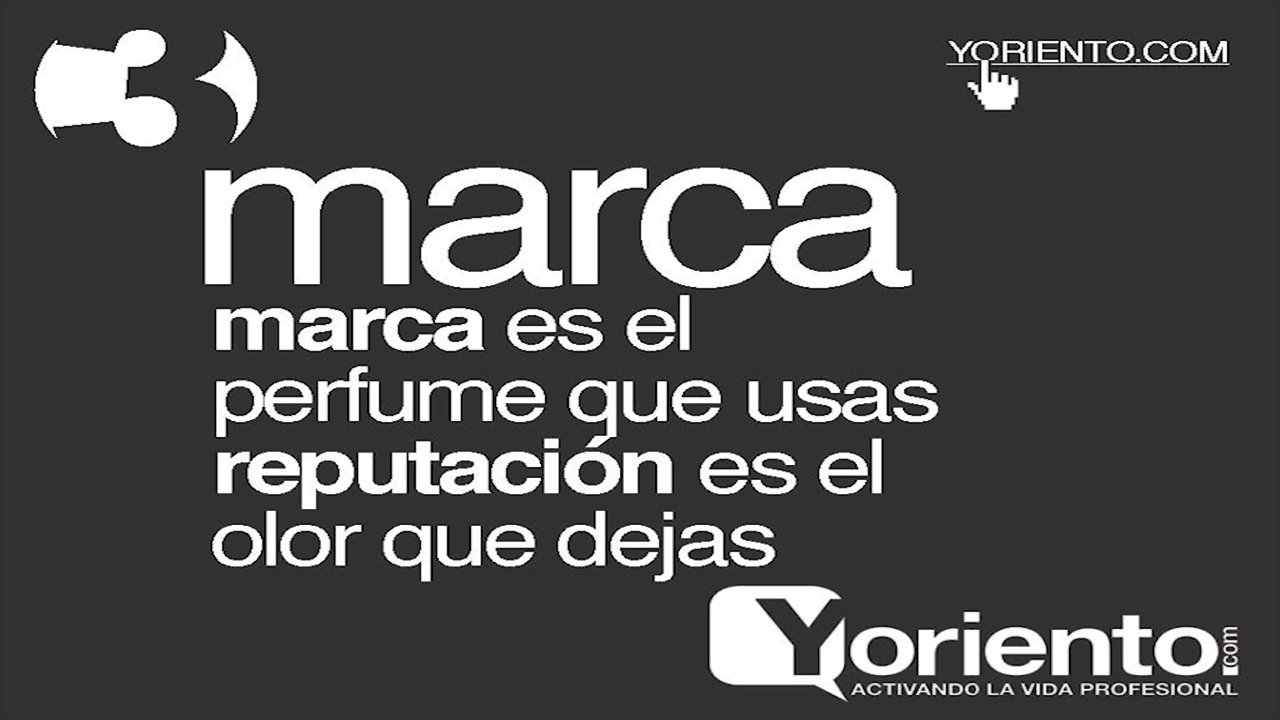 3
YORIENTO.COM
marca
marca es el
perfume que usas
reputación es el
olor que dejas
Yoriento.com
ACTIVANDO LA VIDA PROFESIONAL